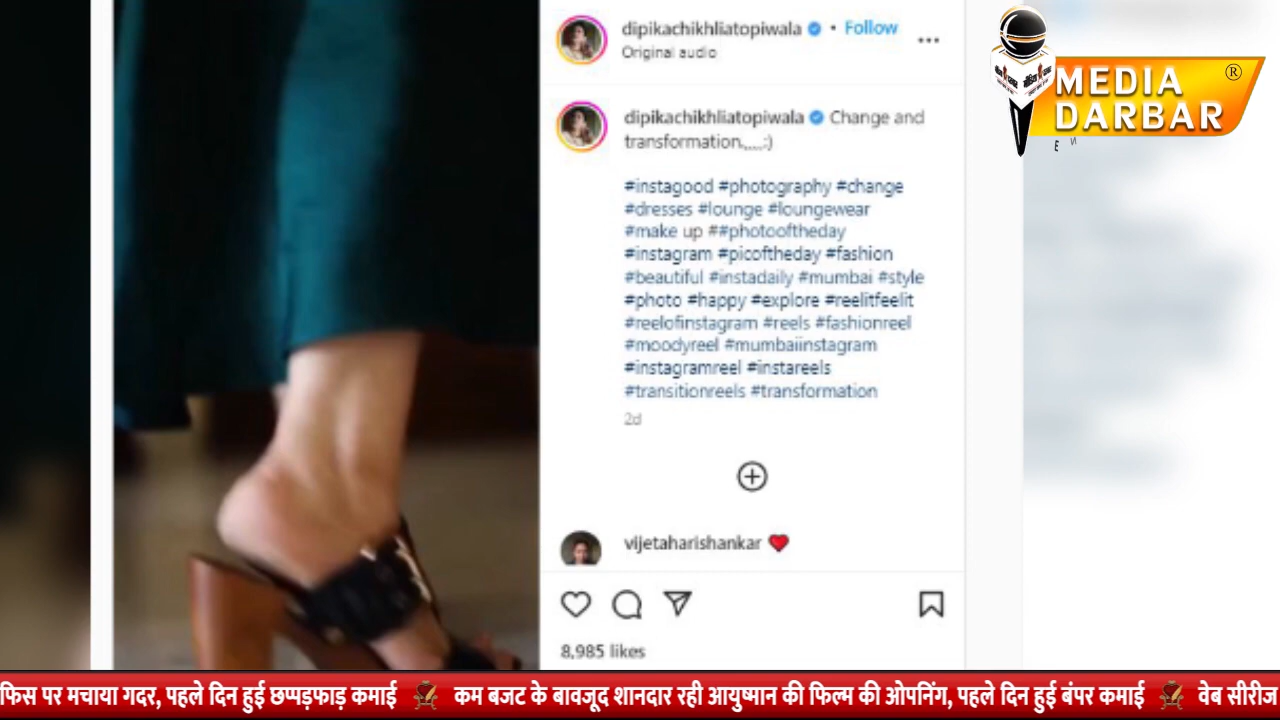 dipikachikhliatopiwala • Follow
Original audio
dipikachikhliatopiwala Change and
transformation.,,,,,:)
#instagood #photography #change
#dresses #lounge #loungewear
#make up ##photooftheday
#instagram #picoftheday #fashion
#beautiful #instadaily #mumbai #style
#photo #happy #explore #reelitfeelit
#reelofinstagram #reels #fashionreel
#moodyreel #mumbaiinstagram
#instagramreel #instareels
#transitionreels #transformation
2d
vijetaharishankar ❤️
8,985 likes
MEDIA ®
DARBAR
E N
फिस पर मचाया गदर, पहले दिन हुई छप्पड़फाड़ कमाई कम बजट के बावजूद शानदार रही आयुष्मान की फिल्म की ओपनिंग, पहले दिन हुई बंपर कमाई वेब सीरीज